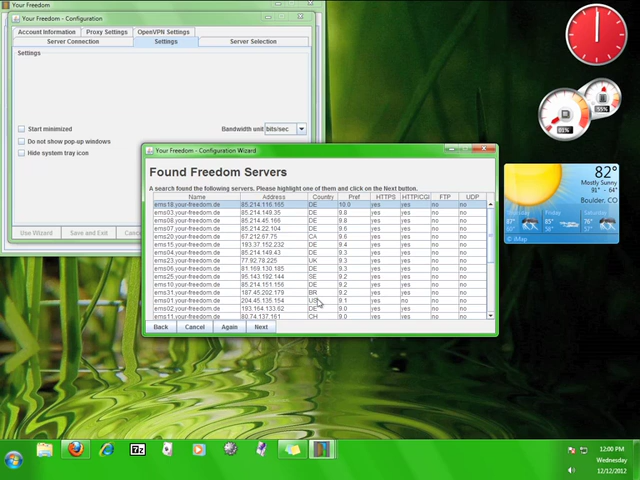 Your Freedom
Your Freedom - Configuration
Account Information Proxy Settings OpenVPN Settings
Server Connection Settings Server Selection
Settings
Start minimized Bandwidth unit bits/sec
Do not show pop-up windows
Hide system tray icon
Use Wizard Save and Exit
Your Freedom - Configuration Wizard
Found Freedom Servers
A search found the following servers. Please highlight one of them and click on the Next button.
Name Address Country Pref HTTPS HTTP/CGI FTP UDP
ems18.your-freedom.de 85.214.116.165 DE 10.0 yes yes no no
ems03.your-freedom.de 85.214.149.35 DE 9.8 yes yes no no
ems08.your-freedom.de 85.214.45.166 DE 9.8 yes yes no no
ems07.your-freedom.de 85.214.22.104 DE 9.6 yes yes no no
ems20.your-freedom.de 67.212.67.75 CA 9.6 yes yes no no
ems15.your-freedom.de 193.37.152.232 DE 9.4 yes yes no no
ems04.your-freedom.de 85.214.149.43 DE 9.3 yes yes no no
ems23.your-freedom.de 77.92.78.225 UK 9.3 yes yes no no
ems06.your-freedom.de 81.169.130.185 DE 9.3 yes yes no no
ems25.your-freedom.de 95.143.192.144 SE 9.2 yes yes no no
ems10.your-freedom.de 85.214.151.156 DE 9.2 yes yes no no
ems31.your-freedom.de 187.45.202.179 BR 9.2 yes yes no no
ems01.your-freedom.de 204.45.135.154 US 9.1 yes no no no
ems02.your-freedom.de 193.164.133.62 DE 9.0 yes yes no no
ems11.your-freedom.de 80.74.137.161 CH 9.0 yes yes no no
Back Cancel Again Next
55%
81%
82°
Mostly Sunny
91° - 64°
Boulder, CO
Friday Saturday
87° 85° 76°
60° 58° 57°
12:00 PM
Wednesday
12/12/2012